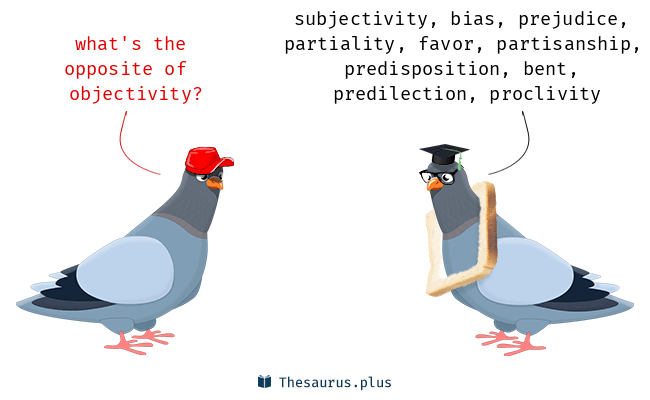 what's the
opposite of
objectivity?
subjectivity, bias, prejudice,
partiality, favor, partisanship,
predisposition, bent,
predilection, proclivity
Thesaurus.plus